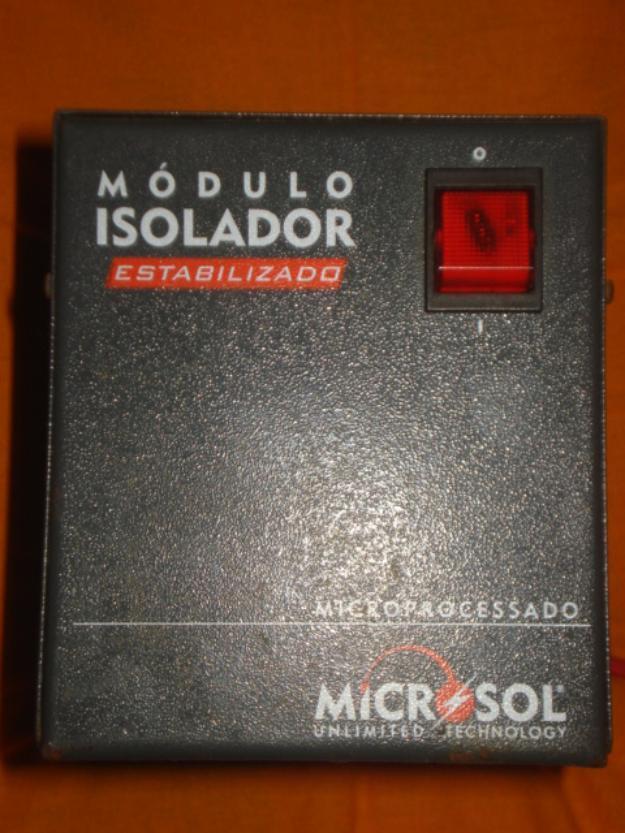 MÓDULO
ISOLADOR
ESTABILIZADO
O
I
MICROPROCESSADO
MICROSOL
UNLIMITED TECHNOLOGY